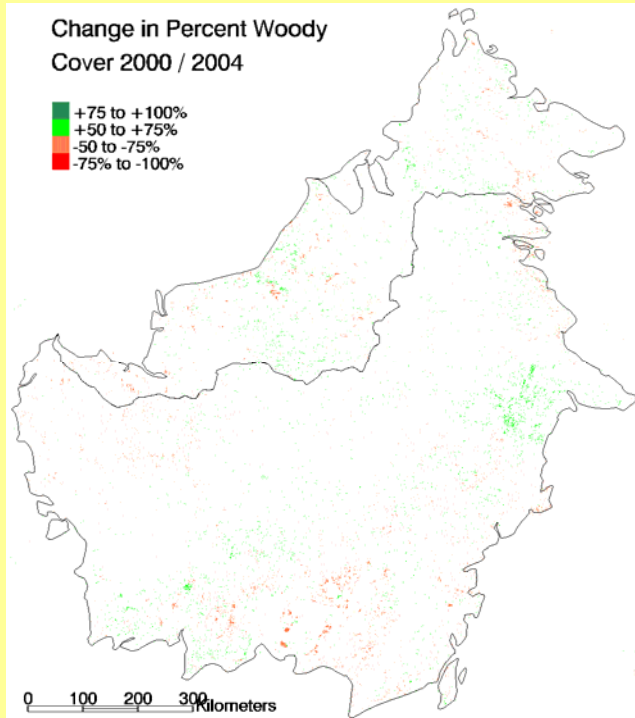 Change in Percent Woody
Cover 2000 / 2004
+75 to +100%
+50 to +75%
-50 to -75%
-75% to -100%
0 100 200 300 Kilometers